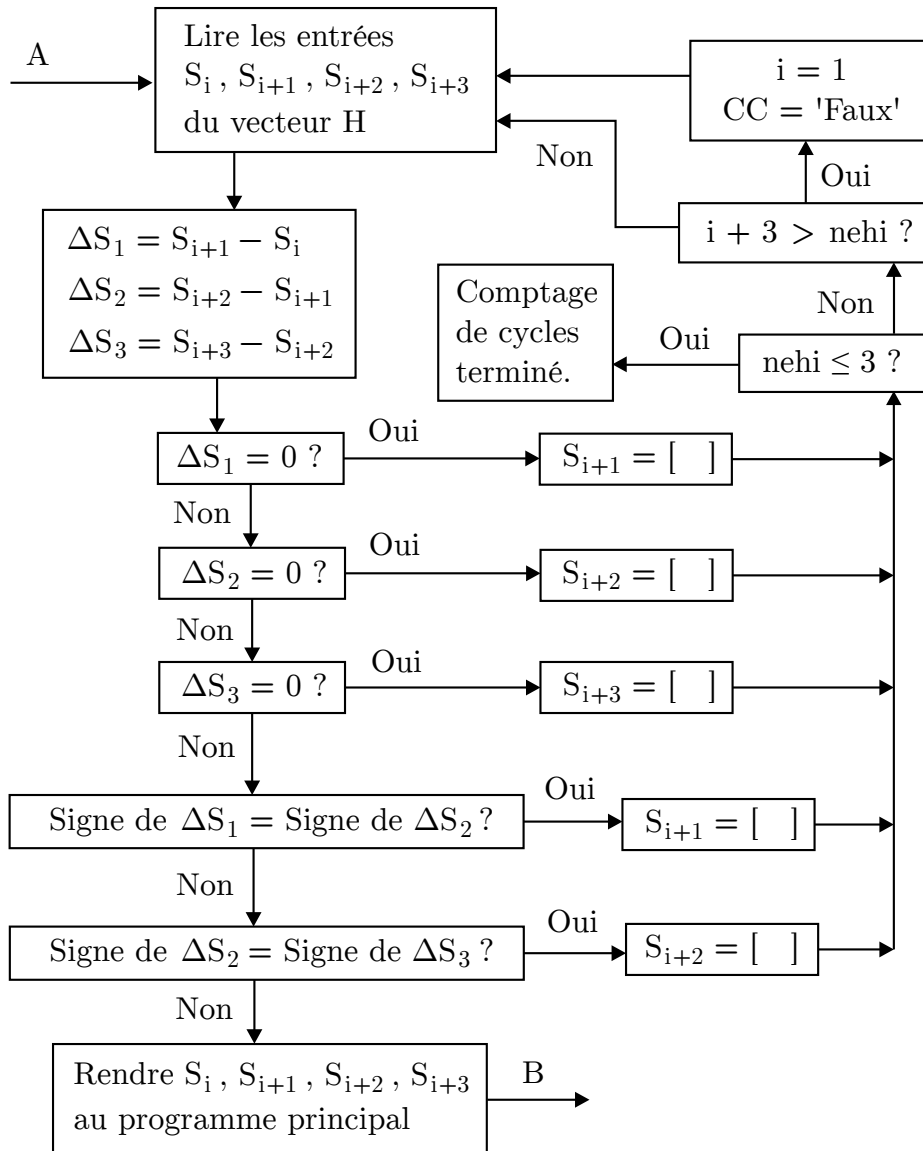 A
Lire les entrées
S_i , S_{i+1} , S_{i+2} , S_{i+3}
du vecteur H
i = 1
CC = 'Faux'
Non
Oui
i + 3 > nehi ?
ΔS_1 = S_{i+1} − S_i
ΔS_2 = S_{i+2} − S_{i+1}
ΔS_3 = S_{i+3} − S_{i+2}
Comptage
de cycles
terminé.
Oui
Non
nehi ≤ 3 ?
ΔS_1 = 0 ?
Oui
S_{i+1} = [ ]
Non
ΔS_2 = 0 ?
Oui
S_{i+2} = [ ]
Non
ΔS_3 = 0 ?
Oui
S_{i+3} = [ ]
Non
Signe de ΔS_1 = Signe de ΔS_2 ?
Oui
S_{i+1} = [ ]
Non
Signe de ΔS_2 = Signe de ΔS_3 ?
Oui
S_{i+2} = [ ]
Non
Rendre S_i , S_{i+1} , S_{i+2} , S_{i+3}
au programme principal
B